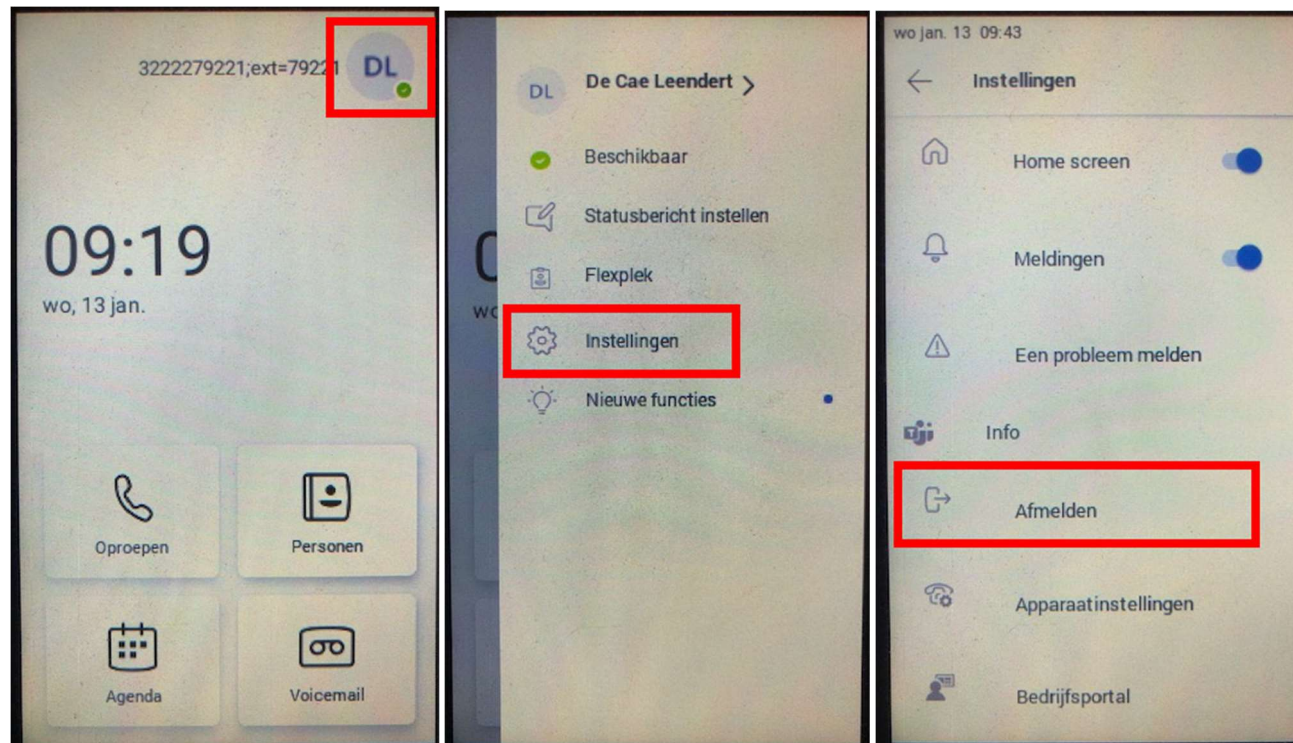 3222279221;ext=79221
DL
09:19
wo, 13 jan.
Oproepen
Personen
Agenda
Voicemail
DL
De Cae Leendert
Beschikbaar
Statusbericht instellen
Flexplek
wo
Instellingen
Nieuwe functies
wo jan. 13 09:43
Instellingen
Home screen
Meldingen
Een probleem melden
Info
Afmelden
Apparaatinstellingen
Bedrijfsportal